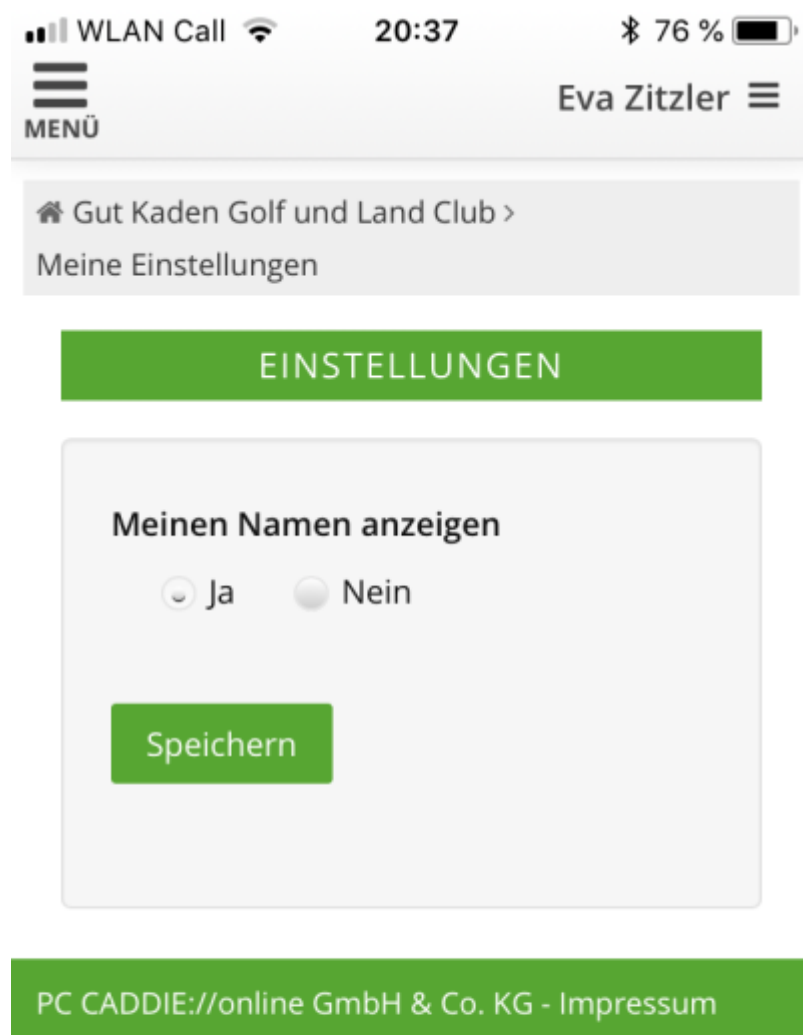 WLAN Call 20:37 76 %
MENÜ
Eva Zitzler
Gut Kaden Golf und Land Club >
Meine Einstellungen
EINSTELLUNGEN
Meinen Namen anzeigen
Ja Nein
Speichern
PC CADDIE://online GmbH & Co. KG - Impressum